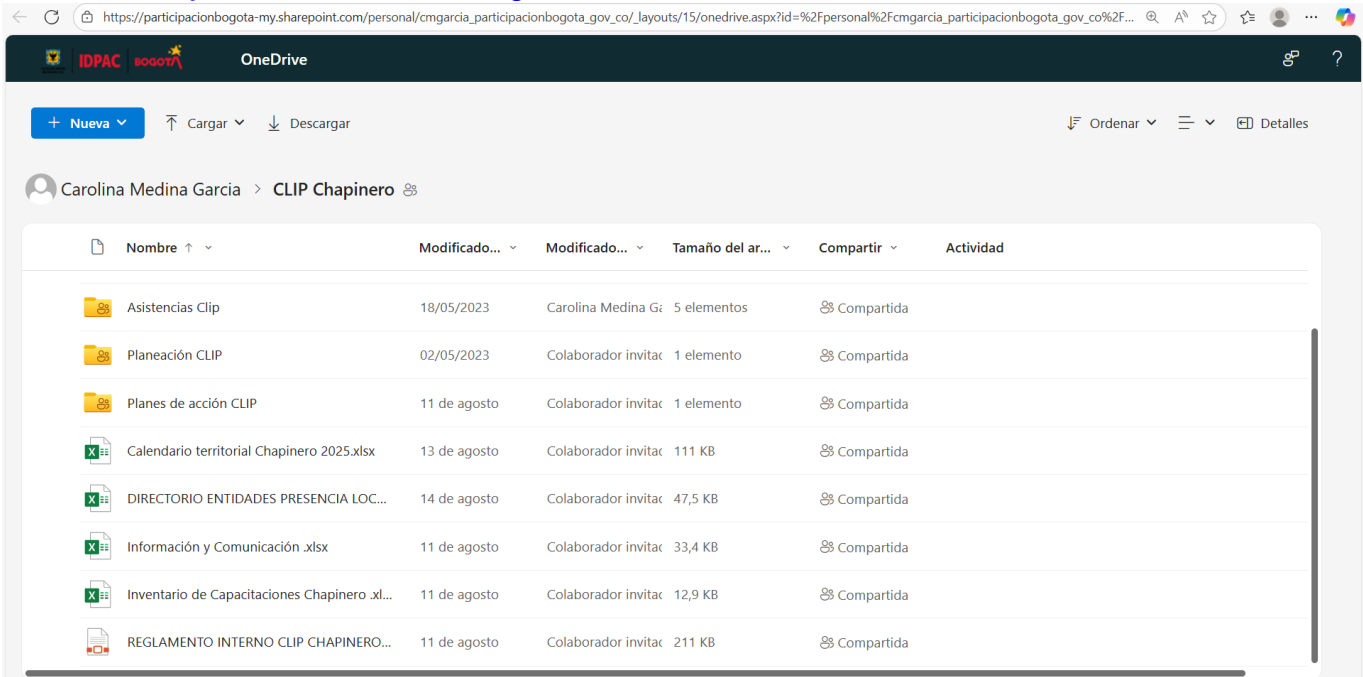 https://participacionbogota-my.sharepoint.com/personal/cmgarcia_participacionbogota_gov_co/_layouts/15/onedrive.aspx?id=%2Fpersonal%2Fcmgarcia_participacionbogota_gov_co%2F...
IDPAC BOGOTÁ OneDrive ?
+ Nueva Cargar Descargar Ordenar Detalles
Carolina Medina Garcia > CLIP Chapinero
Nombre Modificado... Modificado... Tamaño del ar... Compartir Actividad
Asistencias Clip 18/05/2023 Carolina Medina Ga 5 elementos Compartida
Planeación CLIP 02/05/2023 Colaborador invitac 1 elemento Compartida
Planes de acción CLIP 11 de agosto Colaborador invitac 1 elemento Compartida
Calendario territorial Chapinero 2025.xlsx 13 de agosto Colaborador invitac 111 KB Compartida
DIRECTORIO ENTIDADES PRESENCIA LOC... 14 de agosto Colaborador invitac 47,5 KB Compartida
Información y Comunicación .xlsx 11 de agosto Colaborador invitac 33,4 KB Compartida
Inventario de Capacitaciones Chapinero .xl... 11 de agosto Colaborador invitac 12,9 KB Compartida
REGLAMENTO INTERNO CLIP CHAPINERO... 11 de agosto Colaborador invitac 211 KB Compartida